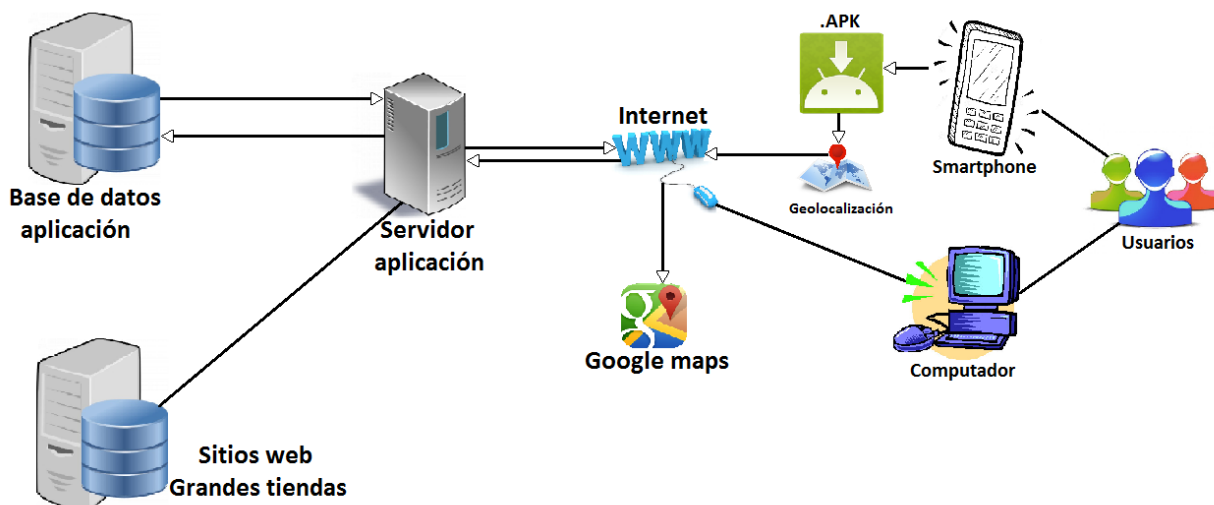 .APK
Internet
WWW
Smartphone
Base de datos
aplicación
Servidor
aplicación
Geolocalización
Usuarios
Google maps
Computador
Sitios web
Grandes tiendas